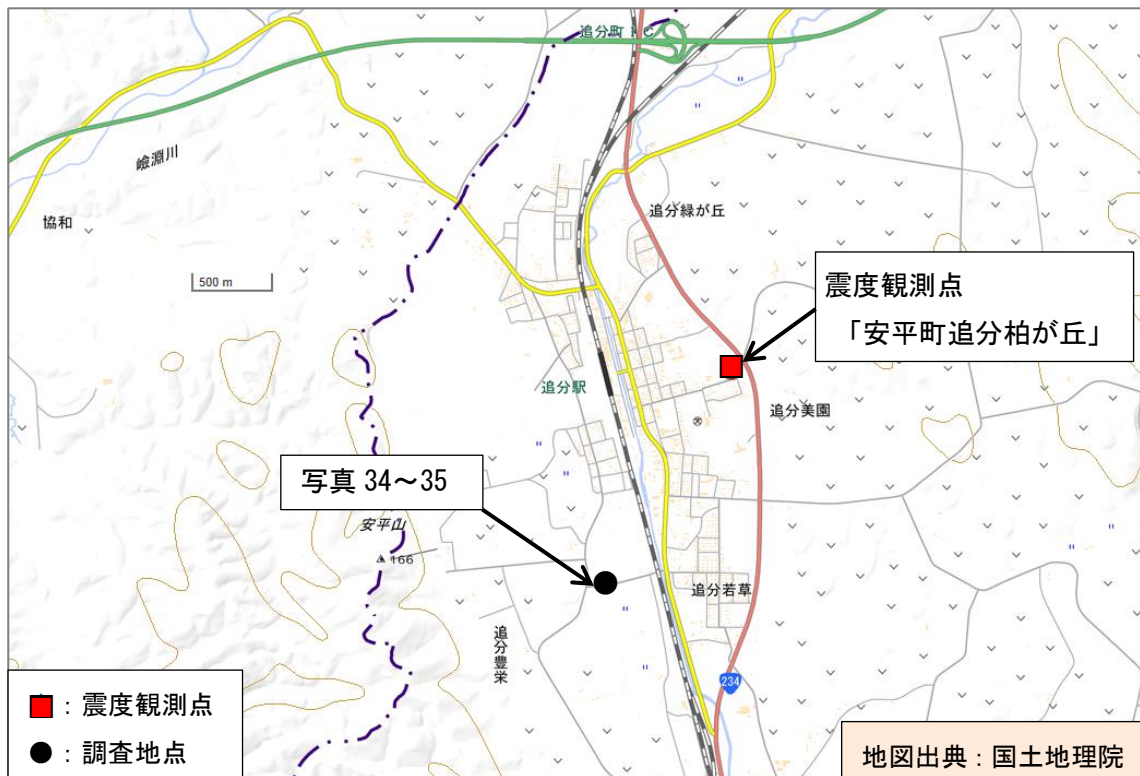 追分町IC
嶮淵川
協和
追分緑が丘
500 m
震度観測点
「安平町追分柏が丘」
追分駅
追分美園
写真 34～35
安平山
166
追分若草
追分豊栄
234
：震度観測点
：調査地点
地図出典：国土地理院